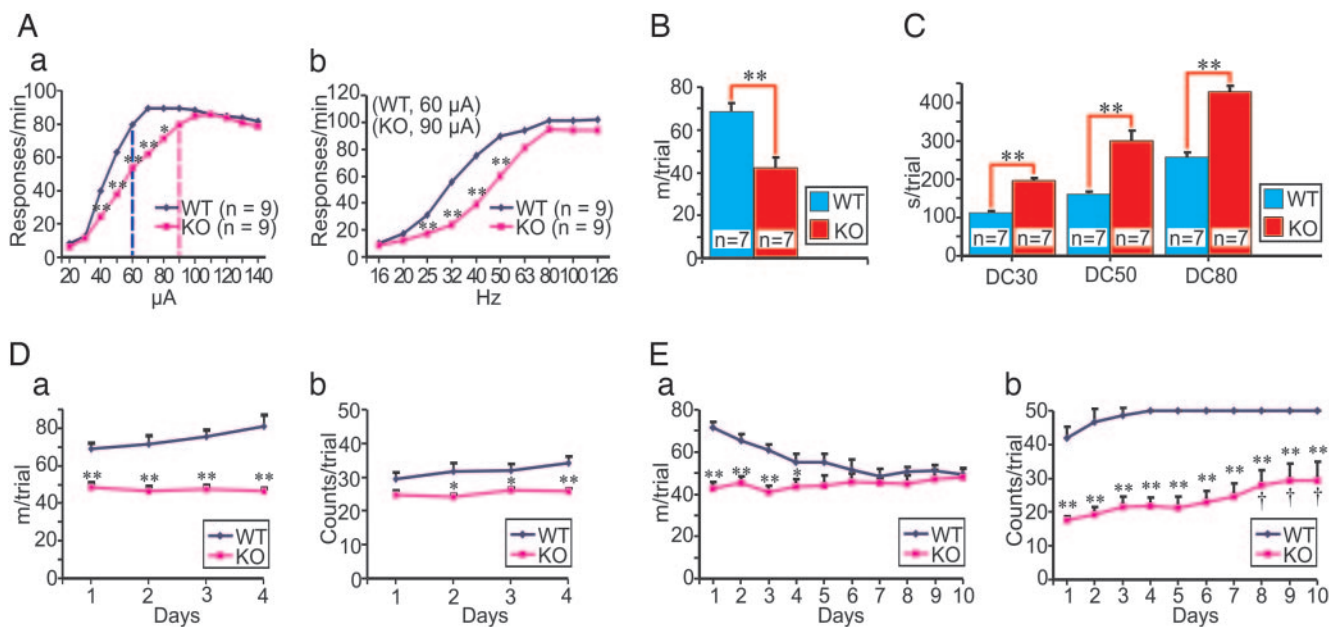 A
a
Responses/min
100
80
60
40
20
0
** ** ** ** *
WT (n = 9)
KO (n = 9)
20 40 60 80 100 120 140
µA
b
Responses/min
120
100
80
60
40
20
0
(WT, 60 µA)
(KO, 90 µA)
** ** ** **
WT (n = 9)
KO (n = 9)
16 20 25 32 40 50 63 80 100 126
Hz
B
m/trial
80
60
40
20
0
**
n=7 n=7
WT
KO
C
s/trial
400
300
200
100
0
** ** **
n=7 n=7 n=7 n=7 n=7 n=7
DC30 DC50 DC80
WT
KO
D
a
m/trial
80
60
40
20
0
** ** ** **
WT
KO
1 2 3 4
Days
b
Counts/trial
50
40
30
20
10
0
* * **
WT
KO
1 2 3 4
Days
E
a
m/trial
80
60
40
20
0
** ** * *
WT
KO
1 2 3 4 5 6 7 8 9 10
Days
b
Counts/trial
50
40
30
20
10
0
** ** ** ** ** ** ** ** ** **
† † †
WT
KO
1 2 3 4 5 6 7 8 9 10
Days